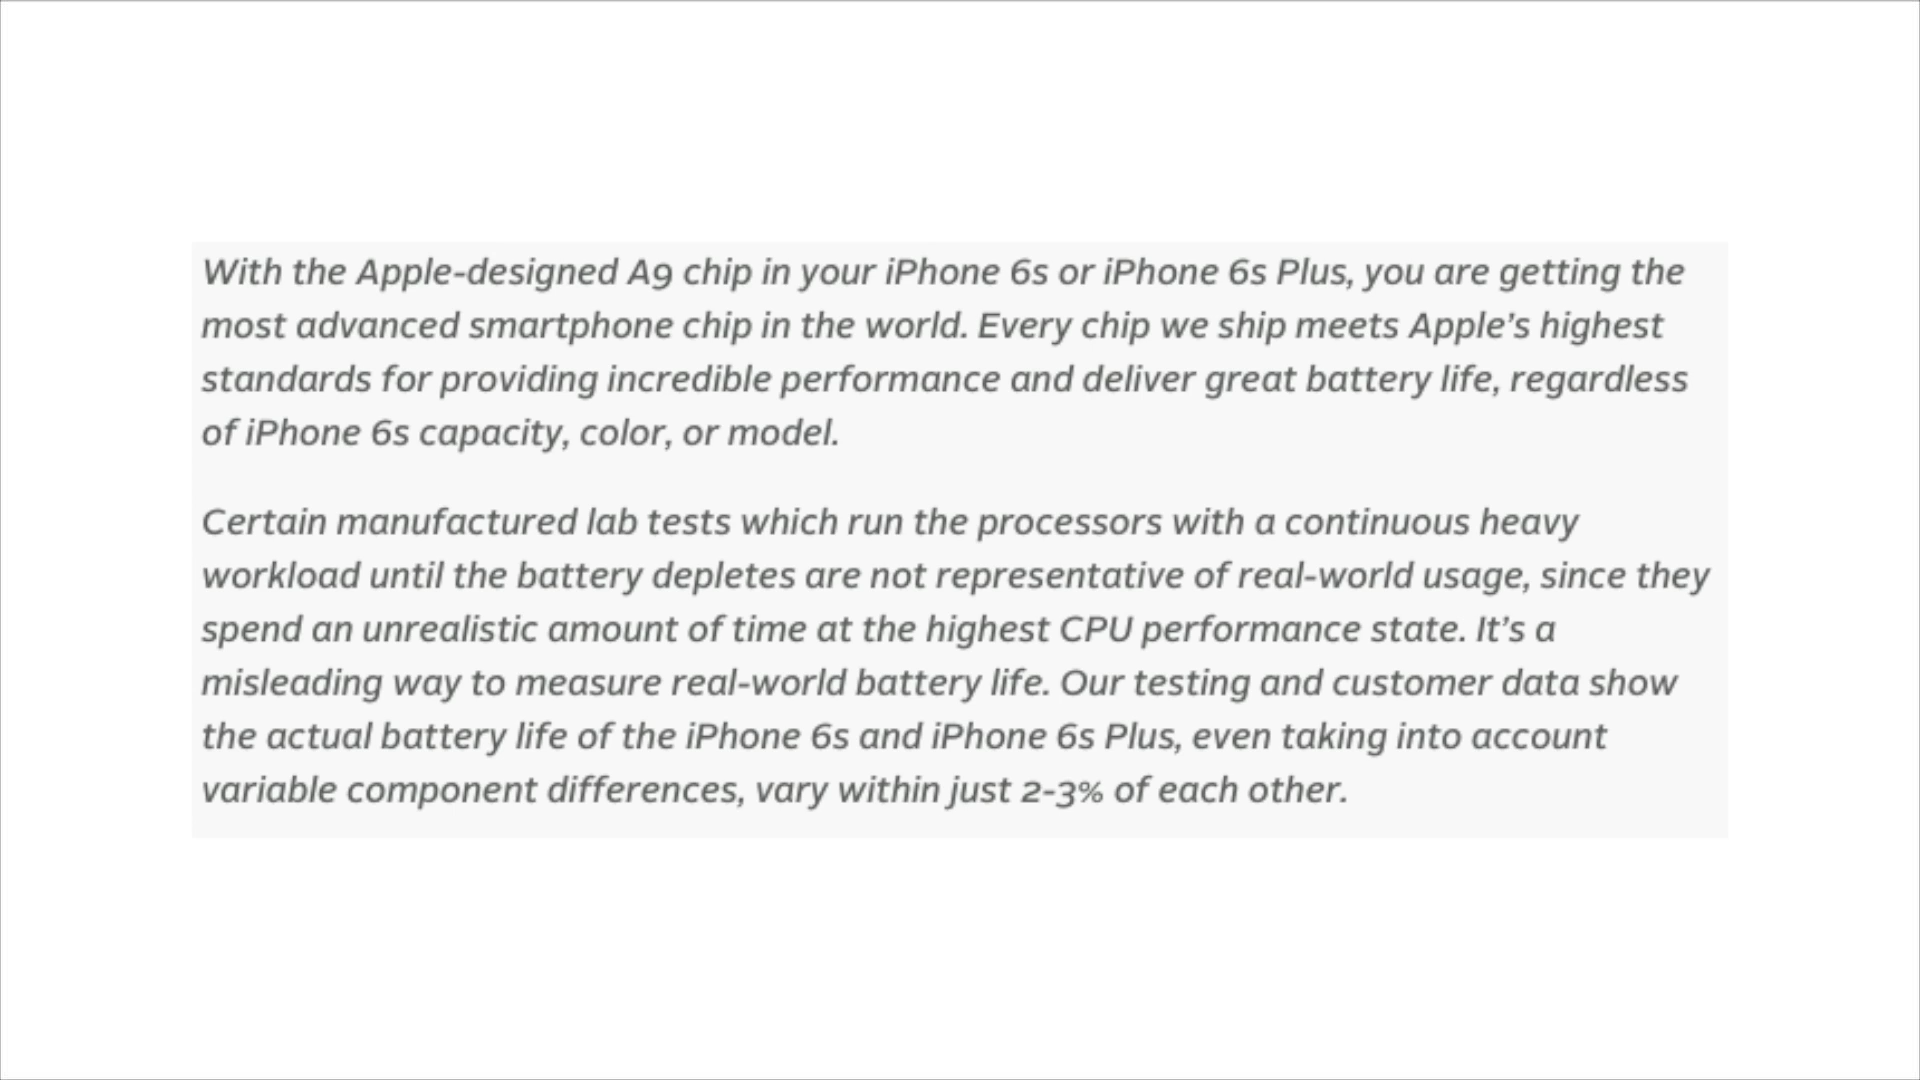 With the Apple-designed A9 chip in your iPhone 6s or iPhone 6s Plus, you are getting the
most advanced smartphone chip in the world. Every chip we ship meets Apple's highest
standards for providing incredible performance and deliver great battery life, regardless
of iPhone 6s capacity, color, or model.
Certain manufactured lab tests which run the processors with a continuous heavy
workload until the battery depletes are not representative of real-world usage, since they
spend an unrealistic amount of time at the highest CPU performance state. It's a
misleading way to measure real-world battery life. Our testing and customer data show
the actual battery life of the iPhone 6s and iPhone 6s Plus, even taking into account
variable component differences, vary within just 2-3% of each other.